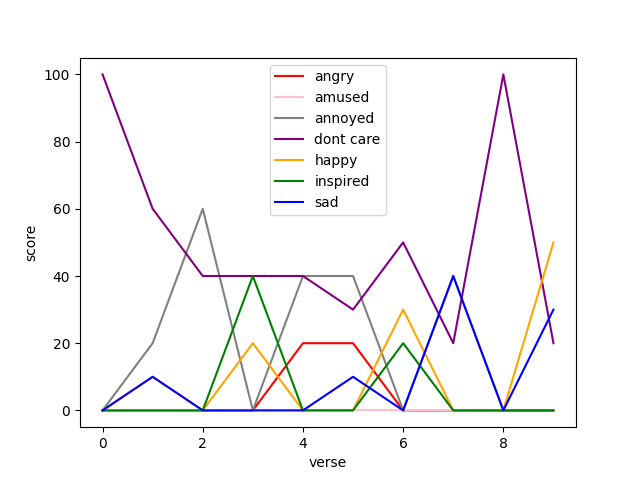 100
80
60
40
20
0
score
angry
amused
annoyed
dont care
happy
inspired
sad
0 2 4 6 8
verse